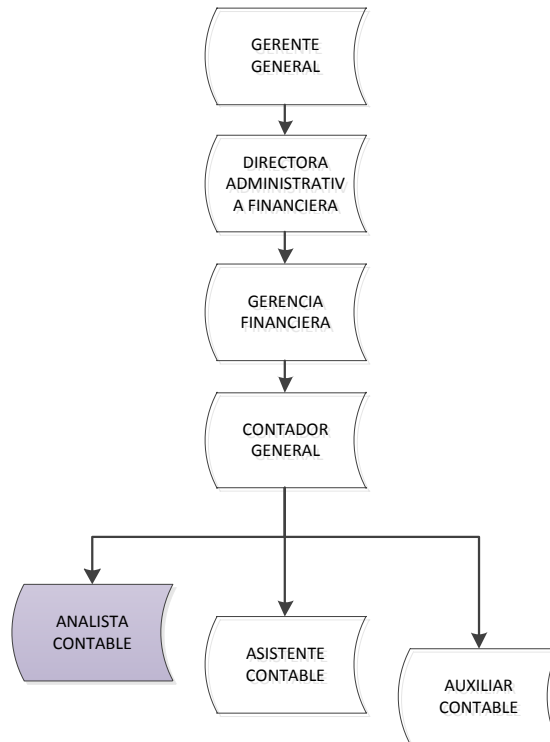 GERENTE
GENERAL
DIRECTORA
ADMINISTRATIV
A FINANCIERA
GERENCIA
FINANCIERA
CONTADOR
GENERAL
ANALISTA
CONTABLE
ASISTENTE
CONTABLE
AUXILIAR
CONTABLE